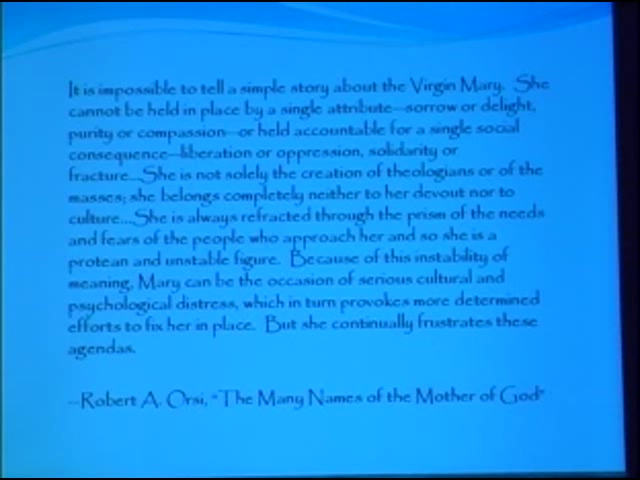 It is impossible to tell a simple story about the Virgin Mary. She
cannot be held in place by a single attribute--sorrow or delight,
purity or compassion--or held accountable for a single social
consequence--liberation or oppression, solidarity or
fracture...She is not solely the creation of theologians or of the
masses; she belongs completely neither to her devout nor to
culture....She is always refracted through the prism of the needs
and fears of the people who approach her and so she is a
protean and unstable figure. Because of this instability of
meaning, Mary can be the occasion of serious cultural and
psychological distress, which in turn provokes more determined
efforts to fix her in place. But she continually frustrates these
agendas.
--Robert A. Orsi, "The Many Names of the Mother of God"